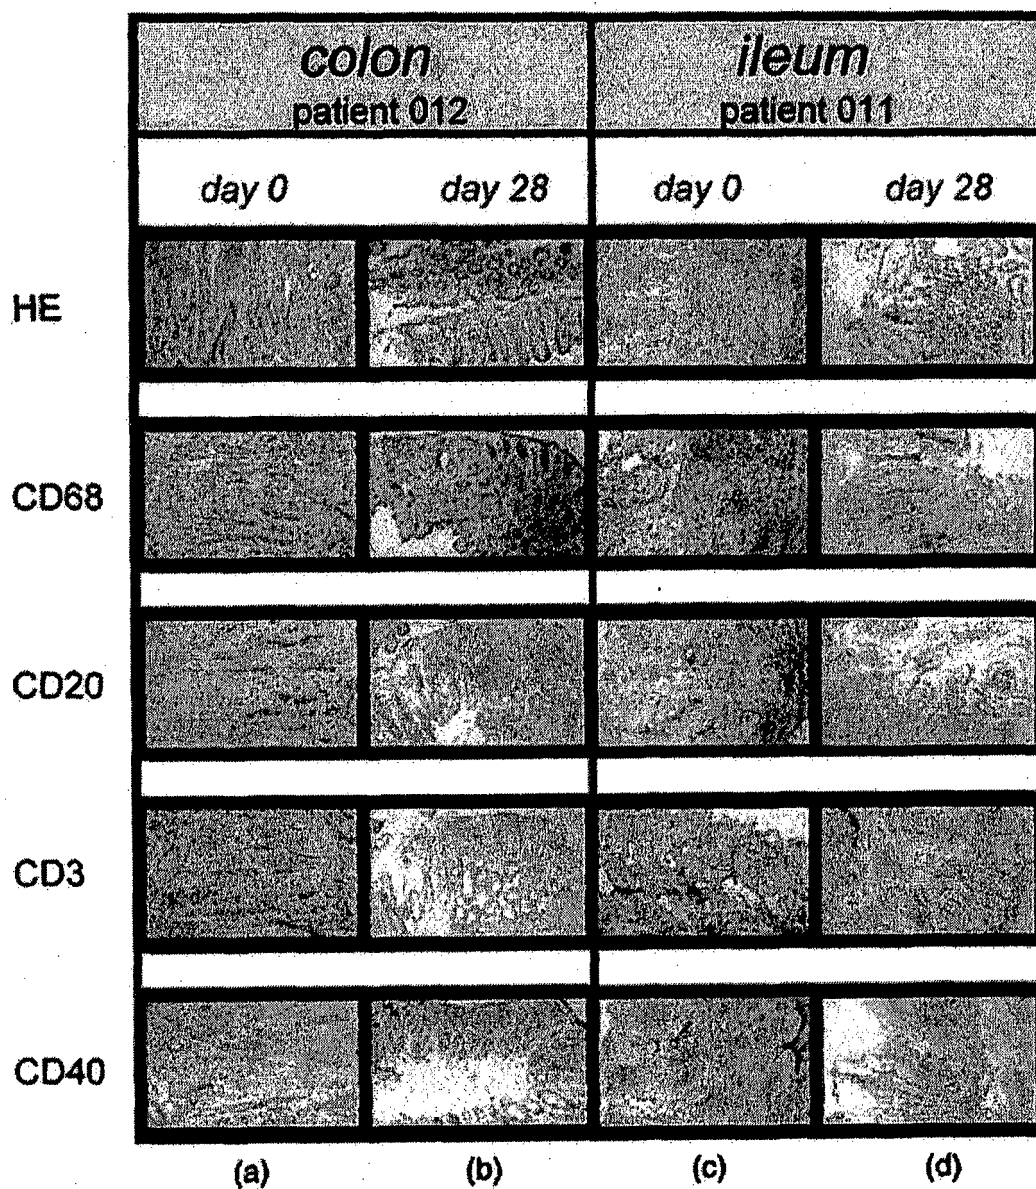 colon
patient 012
ileum
patient 011
day 0
day 28
day 0
day 28
HE
CD68
CD20
CD3
CD40
(a)
(b)
(c)
(d)